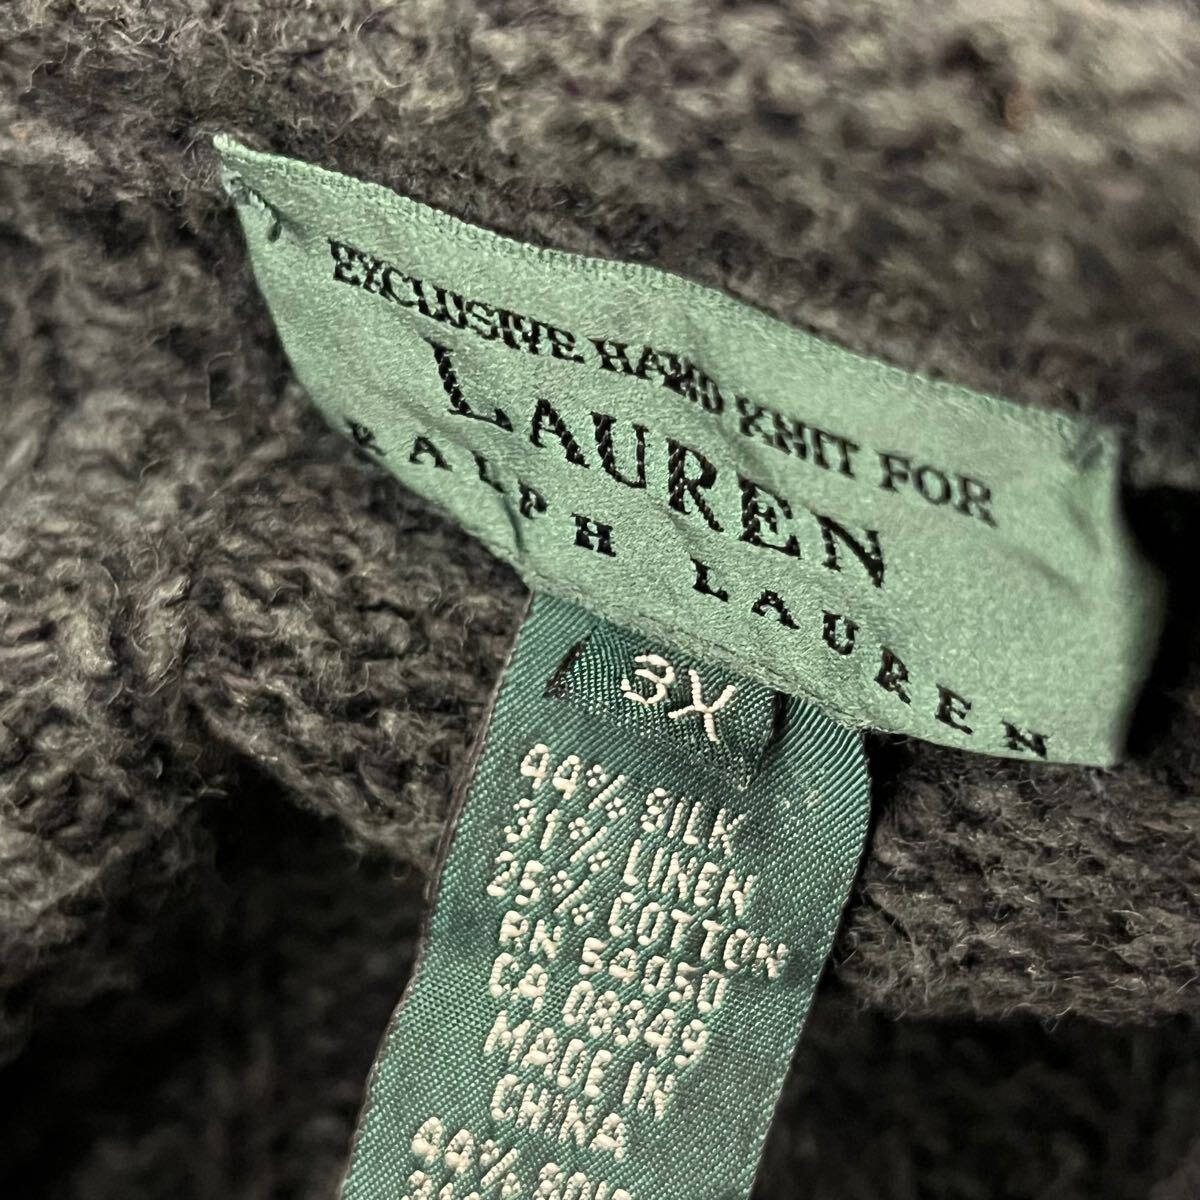 EXCLUSIVE HAND KNIT FOR
LAUREN
RALPH LAUREN
3X
44% SILK
31% LINEN
25% COTTON
RN 54050
CA 08349
MADE IN
CHINA
44%